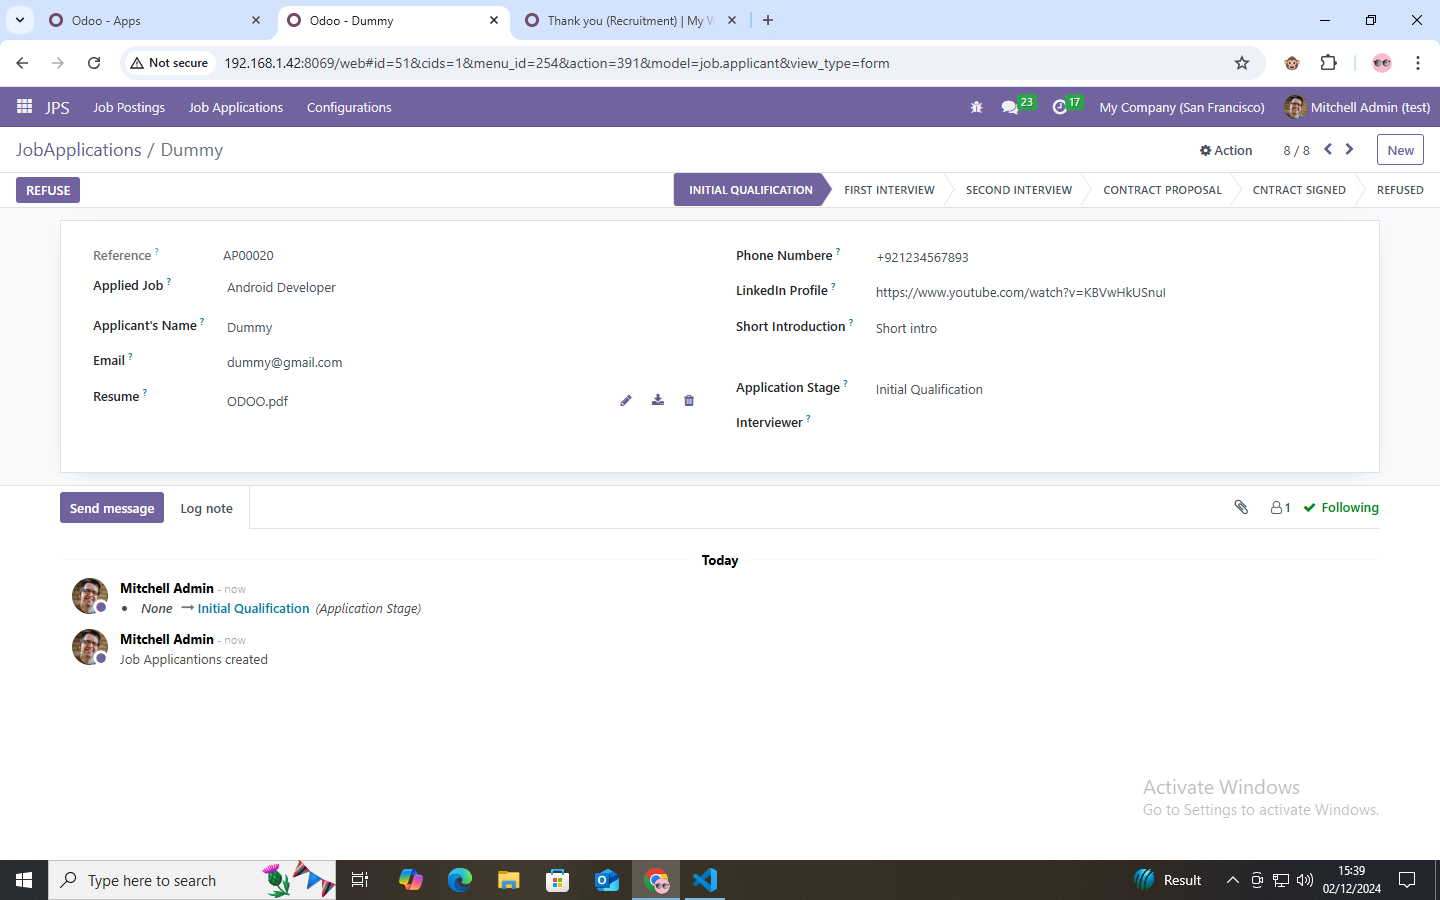 Odoo - Apps
Odoo - Dummy
Thank you (Recruitment) | My W
Not secure
192.168.1.42:8069/web#id=51&cids=1&menu_id=254&action=391&model=job.applicant&view_type=form
JPS
Job Postings
Job Applications
Configurations
23
17
My Company (San Francisco)
Mitchell Admin (test)
JobApplications / Dummy
Action
8 / 8
New
REFUSE
INITIAL QUALIFICATION
FIRST INTERVIEW
SECOND INTERVIEW
CONTRACT PROPOSAL
CNTRACT SIGNED
REFUSED
Reference ?
AP00020
Applied Job ?
Android Developer
Applicant's Name ?
Dummy
Email ?
dummy@gmail.com
Resume ?
ODOO.pdf
Phone Numbere ?
+921234567893
LinkedIn Profile ?
https://www.youtube.com/watch?v=KBVwHkUSnuI
Short Introduction ?
Short intro
Application Stage ?
Initial Qualification
Interviewer ?
Send message
Log note
1
Following
Today
Mitchell Admin - now
• None → Initial Qualification (Application Stage)
Mitchell Admin - now
Job Applicantions created
Activate Windows
Go to Settings to activate Windows.
Type here to search
Result
15:39
02/12/2024